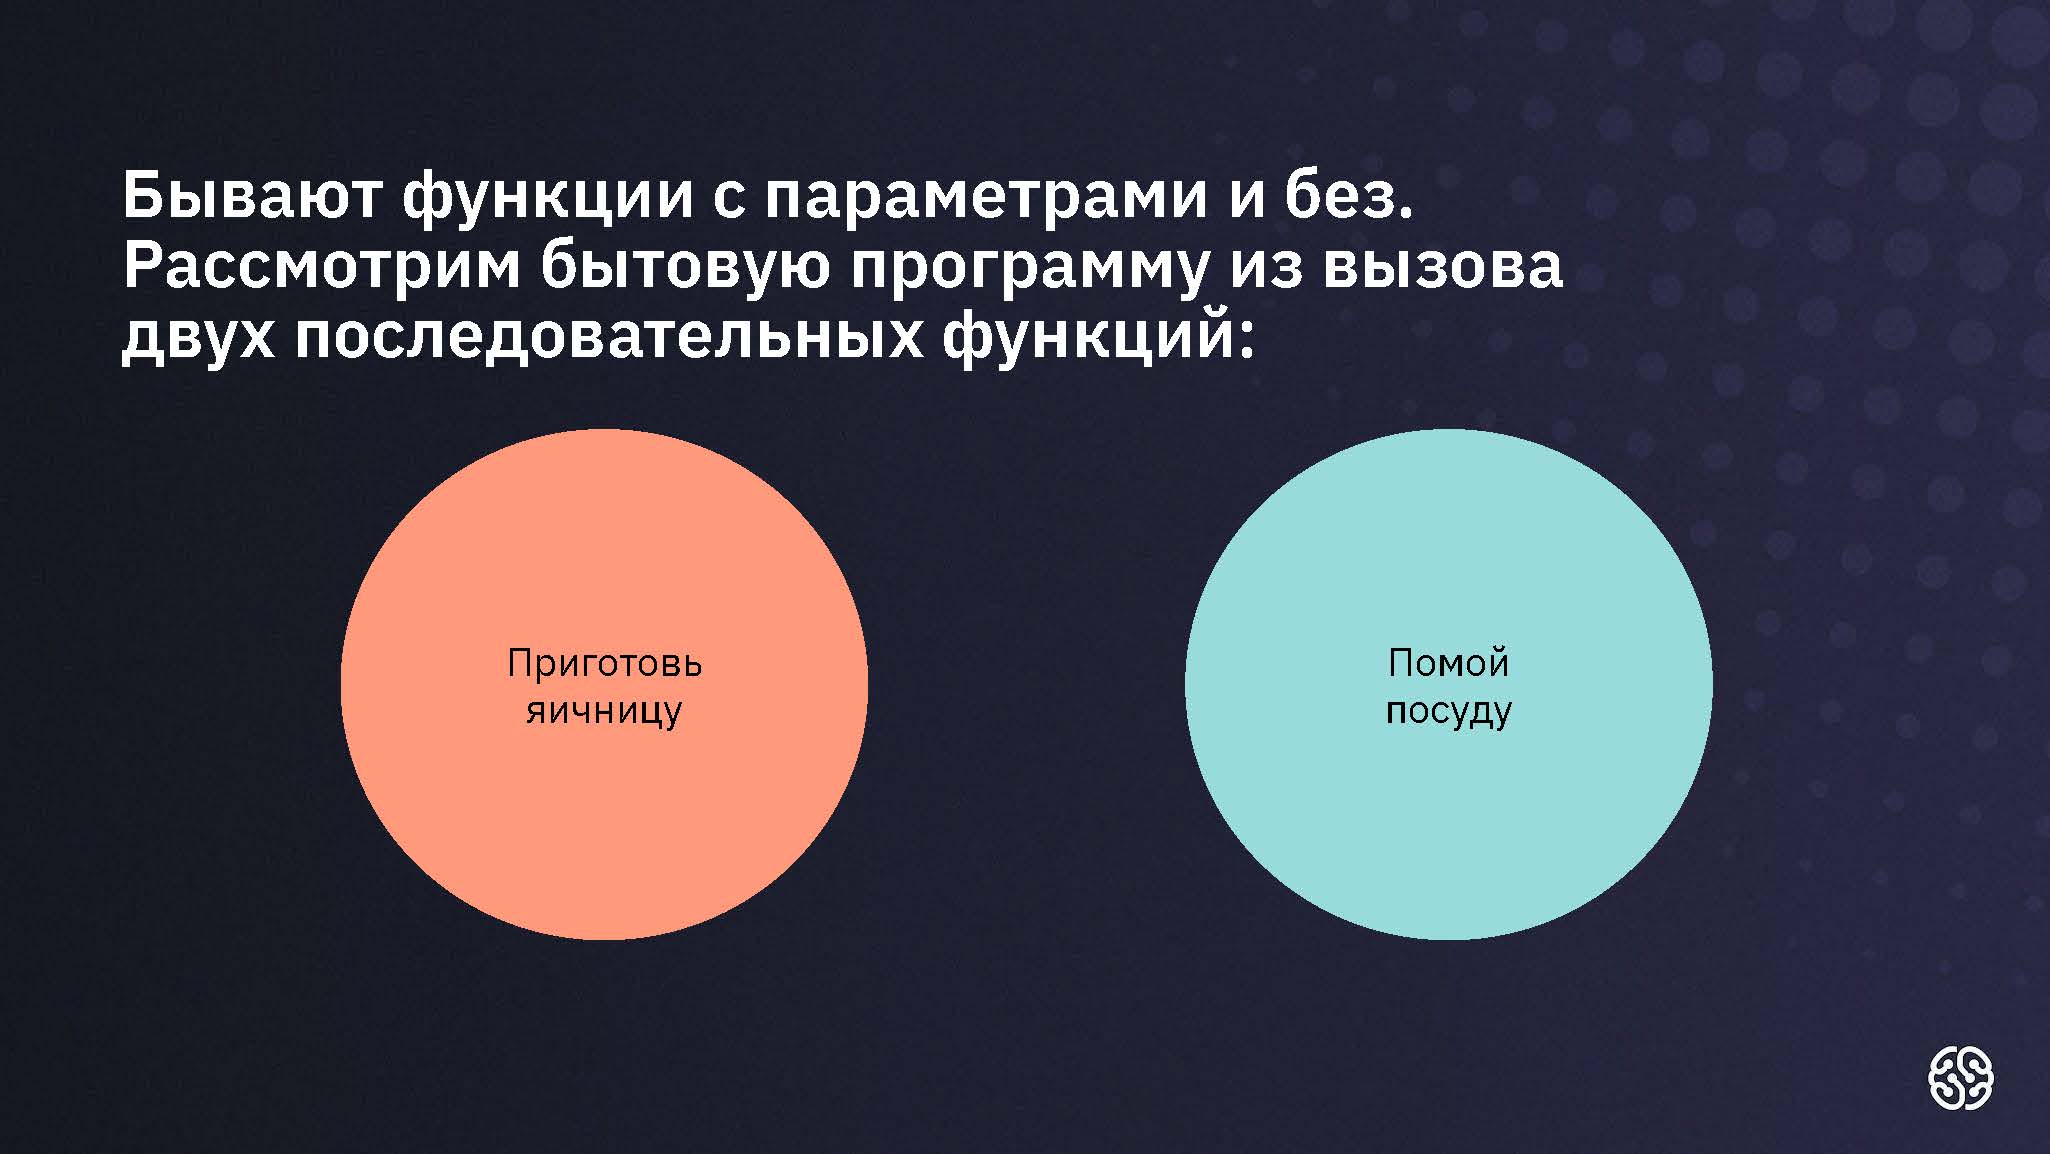 Бывают функции с параметрами и без.
Рассмотрим бытовую программу из вызова
двух последовательных функций:
Приготовь
яичницу
Помой
посуду